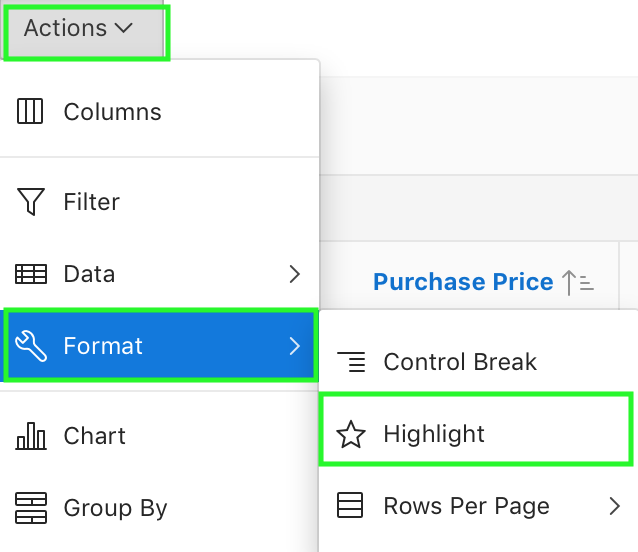 Actions
Columns
Filter
Data
Purchase Price
Format
Control Break
Chart
Highlight
Group By
Rows Per Page